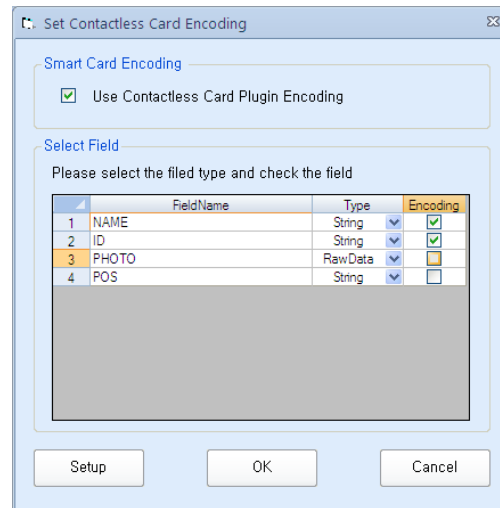 Set Contactless Card Encoding
Smart Card Encoding
Use Contactless Card Plugin Encoding
Select Field
Please select the filed type and check the field
FieldName Type Encoding
1 NAME String
2 ID String
3 PHOTO RawData
4 POS String
Setup OK Cancel